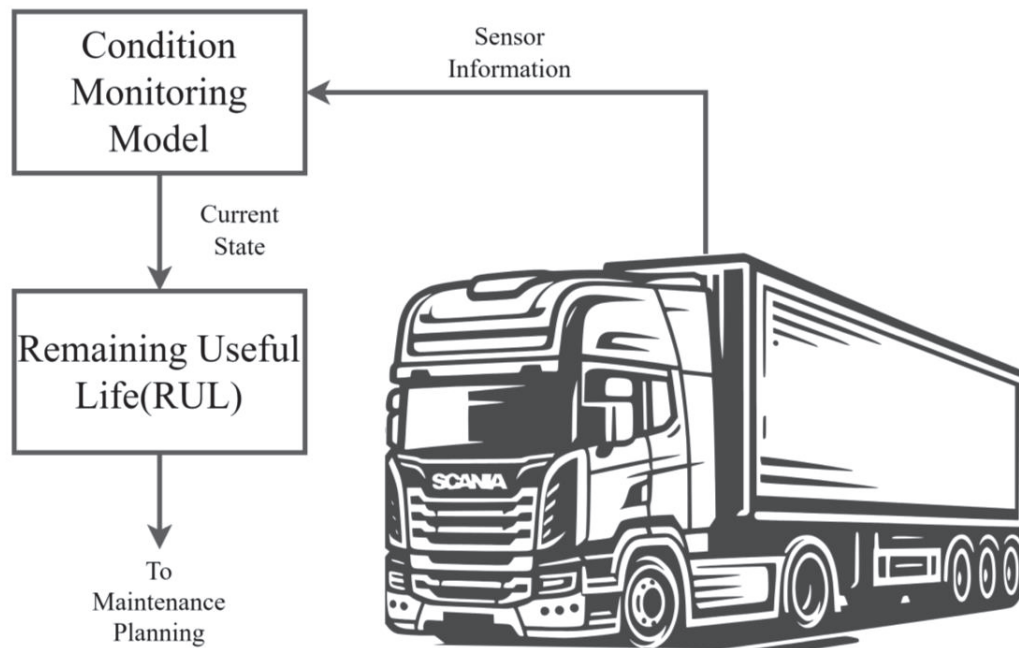 Condition
Monitoring
Model
Sensor
Information
Current
State
Remaining Useful
Life(RUL)
SCANIA
To
Maintenance
Planning